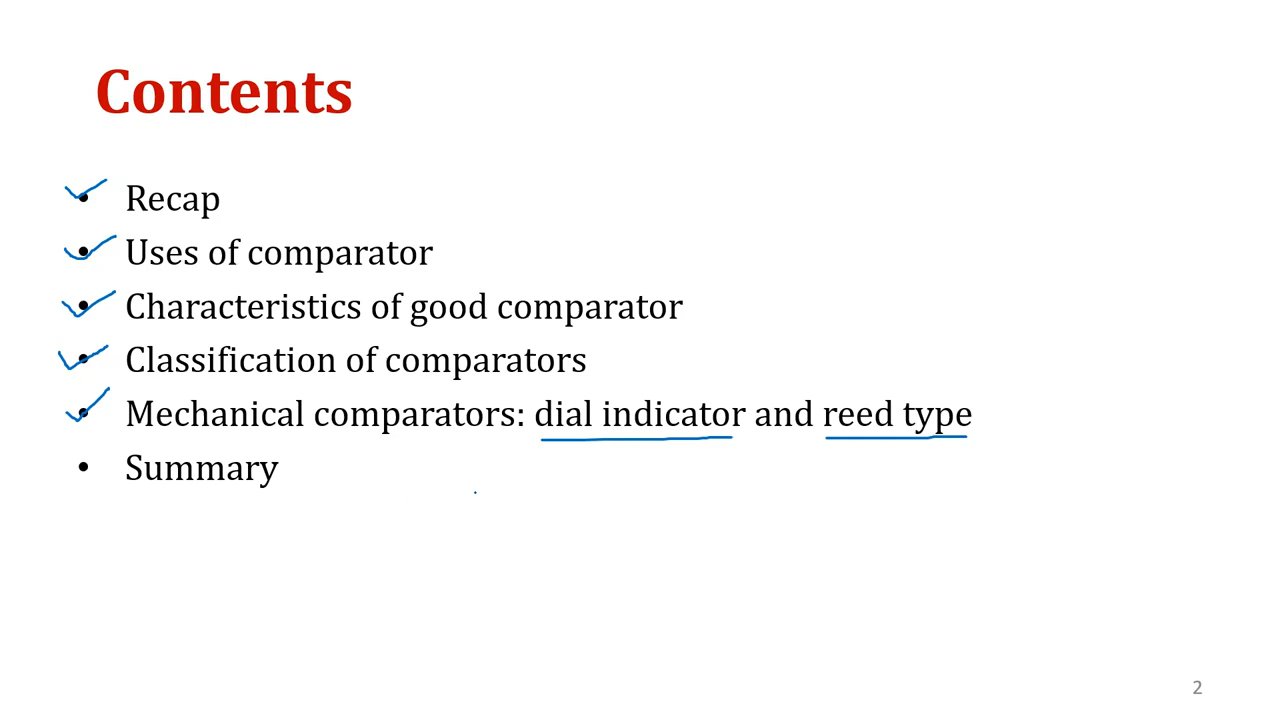 Contents
• Recap
• Uses of comparator
• Characteristics of good comparator
• Classification of comparators
• Mechanical comparators: dial indicator and reed type
• Summary
2